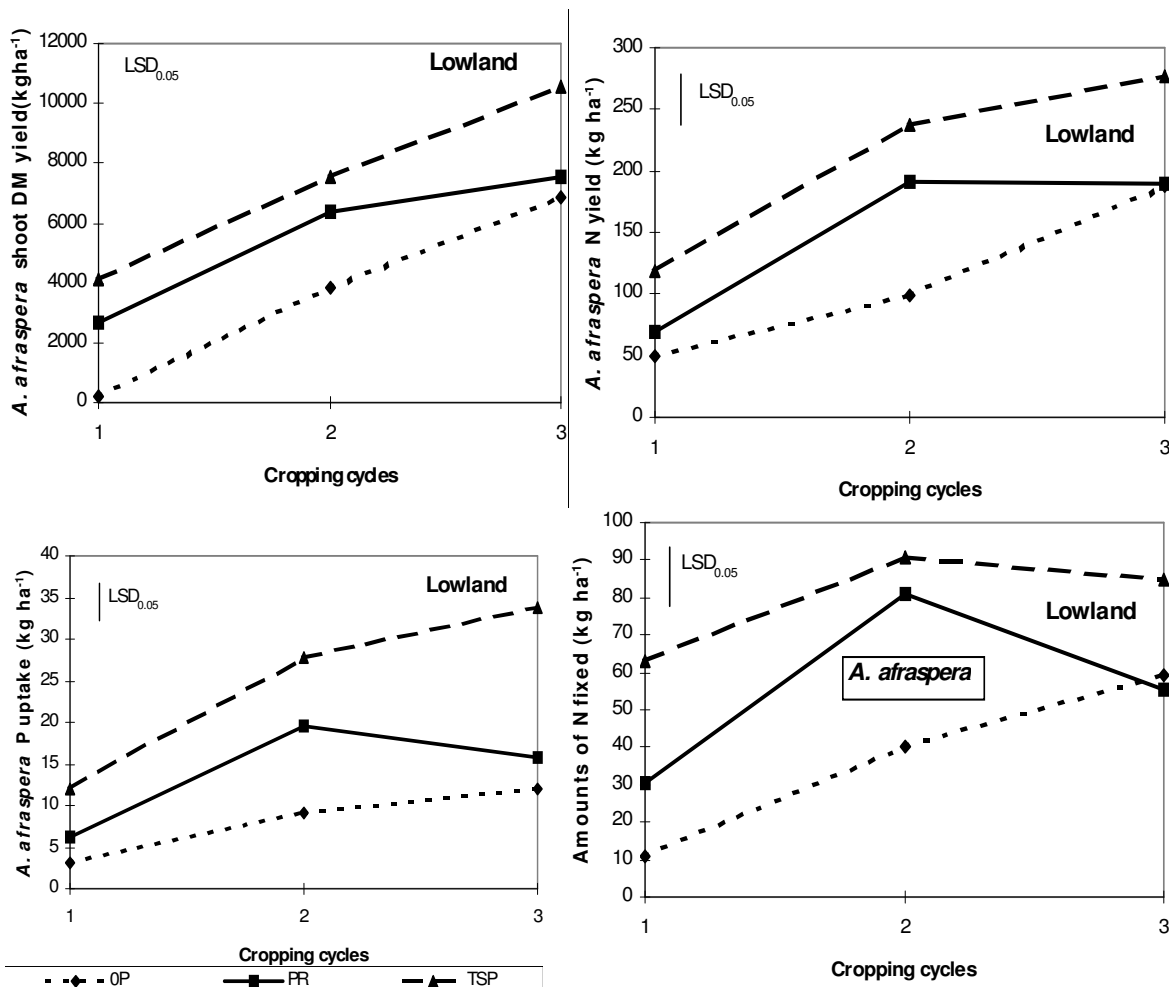 A. afraspera shoot DM yield(kgha-1)
12000
10000
8000
6000
4000
2000
0
LSD0.05
Lowland
1 2 3
Cropping cycles
A. afraspera N yield (kg ha-1)
300
250
200
150
100
50
0
LSD0.05
Lowland
1 2 3
Cropping cycles
A. afraspera P uptake (kg ha-1)
40
35
30
25
20
15
10
5
0
LSD0.05
Lowland
1 2 3
Cropping cycles
0P PR TSP
Amounts of N fixed (kg ha-1)
100
90
80
70
60
50
40
30
20
10
0
LSD0.05
Lowland
A. afraspera
1 2 3
Cropping cycles